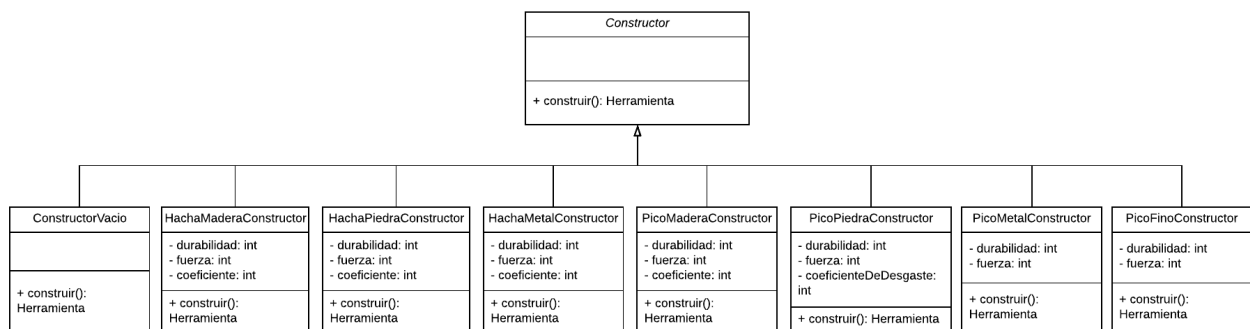 Constructor
+ construir(): Herramienta
ConstructorVacio
+ construir():
Herramienta
HachaMaderaConstructor
- durabilidad: int
- fuerza: int
- coeficiente: int
+ construir():
Herramienta
HachaPiedraConstructor
- durabilidad: int
- fuerza: int
- coeficiente: int
+ construir():
Herramienta
HachaMetalConstructor
- durabilidad: int
- fuerza: int
- coeficiente: int
+ construir():
Herramienta
PicoMaderaConstructor
- durabilidad: int
- fuerza: int
- coeficiente: int
+ construir():
Herramienta
PicoPiedraConstructor
- durabilidad: int
- fuerza: int
- coeficienteDeDesgaste:
int
+ construir(): Herramienta
PicoMetalConstructor
- durabilidad: int
- fuerza: int
+ construir():
Herramienta
PicoFinoConstructor
- durabilidad: int
- fuerza: int
+ construir():
Herramienta